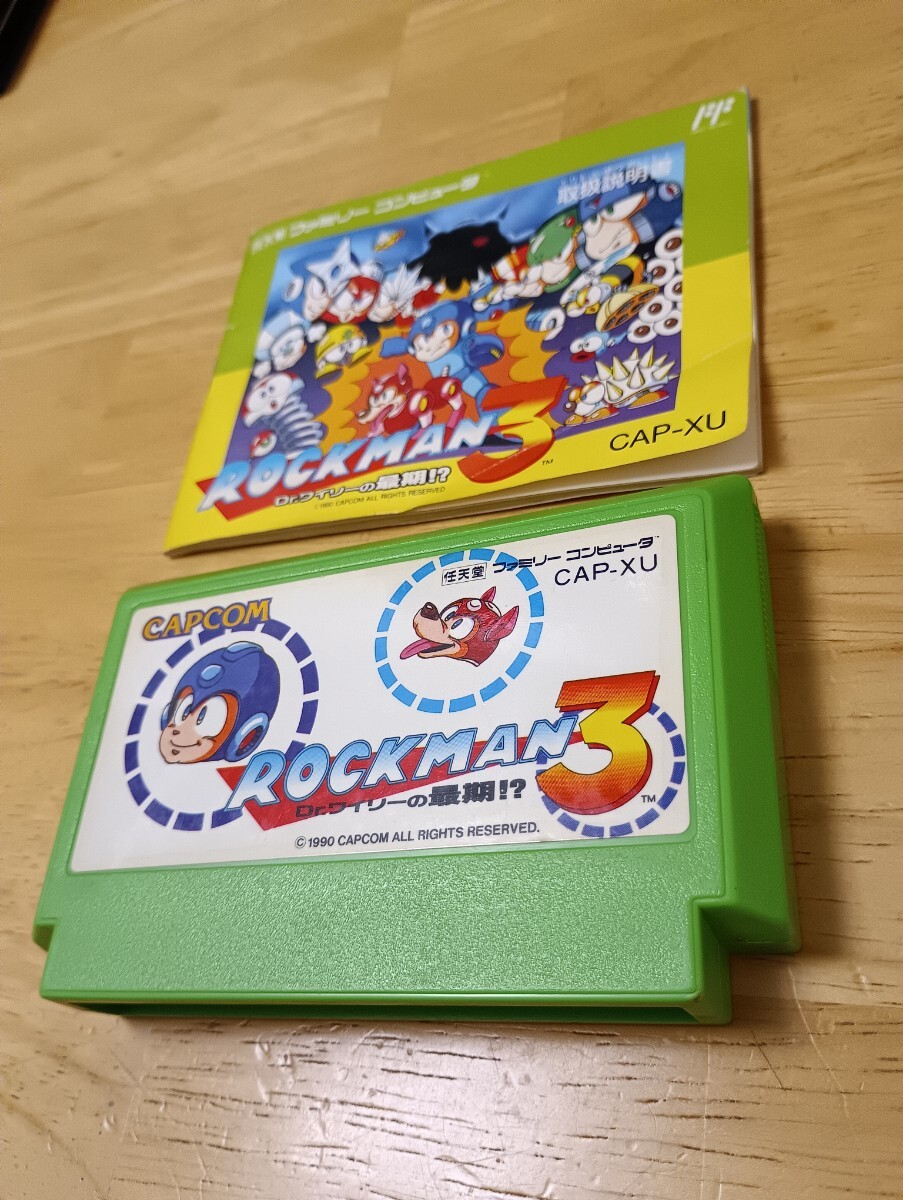 ファミリー コンピュータ
取扱説明書
ROCKMAN 3
TM
Dr.ワイリーの最期!?
©1990 CAPCOM ALL RIGHTS RESERVED
CAP-XU
任天堂 ファミリー コンピュータ
CAP-XU
CAPCOM
ROCKMAN 3
TM
Dr.ワイリーの最期!?
©1990 CAPCOM ALL RIGHTS RESERVED.